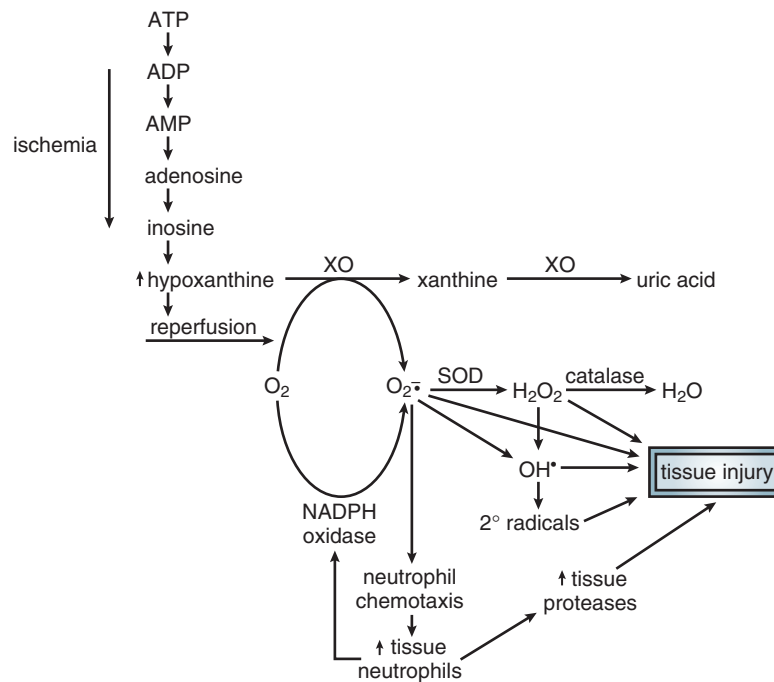 ATP
ADP
AMP
ischemia
adenosine
inosine
↑ hypoxanthine
XO
xanthine
XO
uric acid
reperfusion
O₂
O₂•̅
SOD
H₂O₂
catalase
H₂O
OH•
tissue injury
NADPH
oxidase
2° radicals
neutrophil
chemotaxis
↑ tissue
proteases
↑ tissue
neutrophils